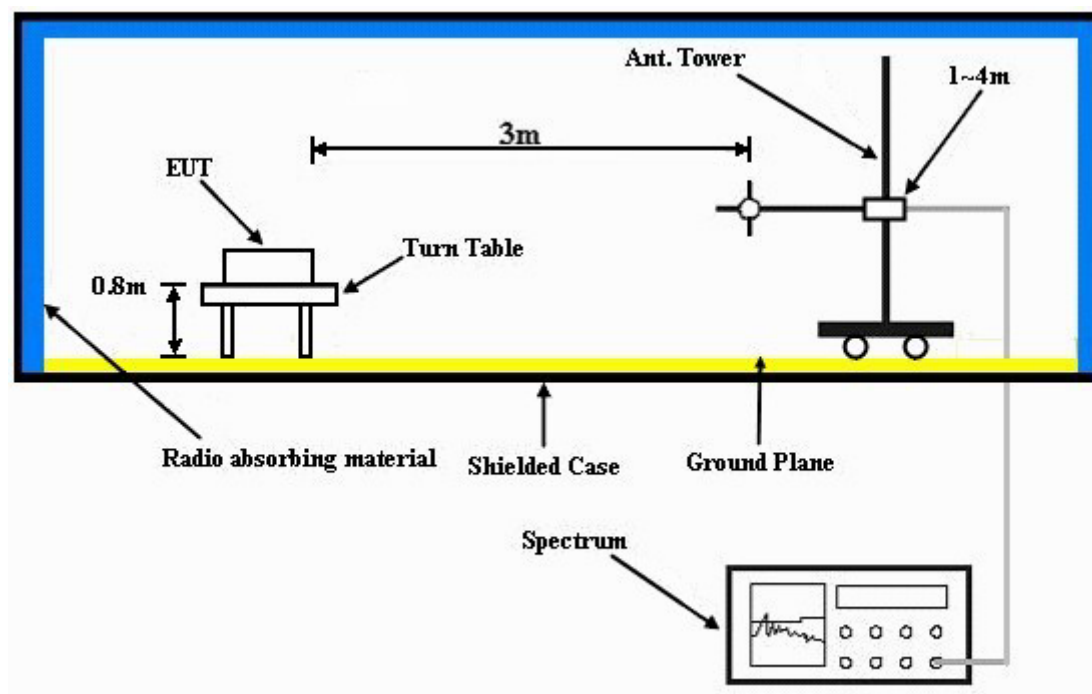 Ant. Tower
1~4m
3m
EUT
Turn Table
0.8m
Radio absorbing material
Shielded Case
Ground Plane
Spectrum